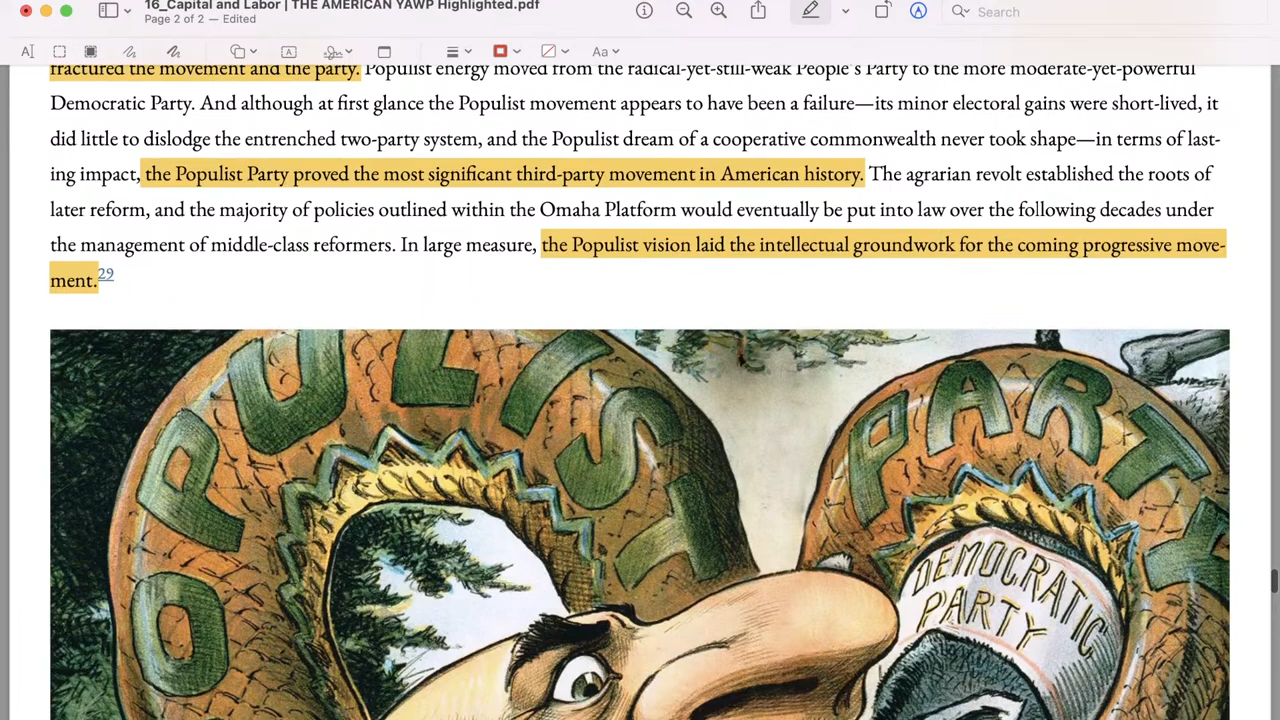 16_Capital and Labor | THE AMERICAN YAWP Highlighted.pdf
Page 2 of 2 — Edited
Search
Aa
fractured the movement and the party. Populist energy moved from the radical-yet-still-weak People's Party to the more moderate-yet-powerful
Democratic Party. And although at first glance the Populist movement appears to have been a failure—its minor electoral gains were short-lived, it
did little to dislodge the entrenched two-party system, and the Populist dream of a cooperative commonwealth never took shape—in terms of last-
ing impact, the Populist Party proved the most significant third-party movement in American history. The agrarian revolt established the roots of
later reform, and the majority of policies outlined within the Omaha Platform would eventually be put into law over the following decades under
the management of middle-class reformers. In large measure, the Populist vision laid the intellectual groundwork for the coming progressive move-
ment.29
OPULIST
PARTY
DEMOCRATIC
PARTY